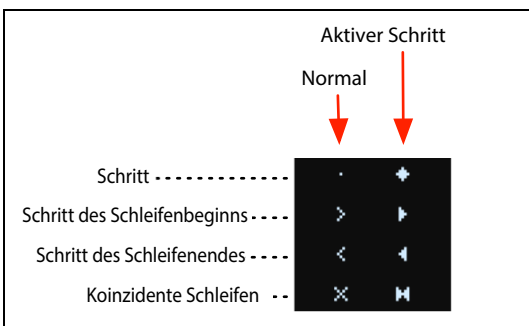 Aktiver Schritt
Normal
Schritt
Schritt des Schleifenbeginns
Schritt des Schleifenendes
Koinzidente Schleifen